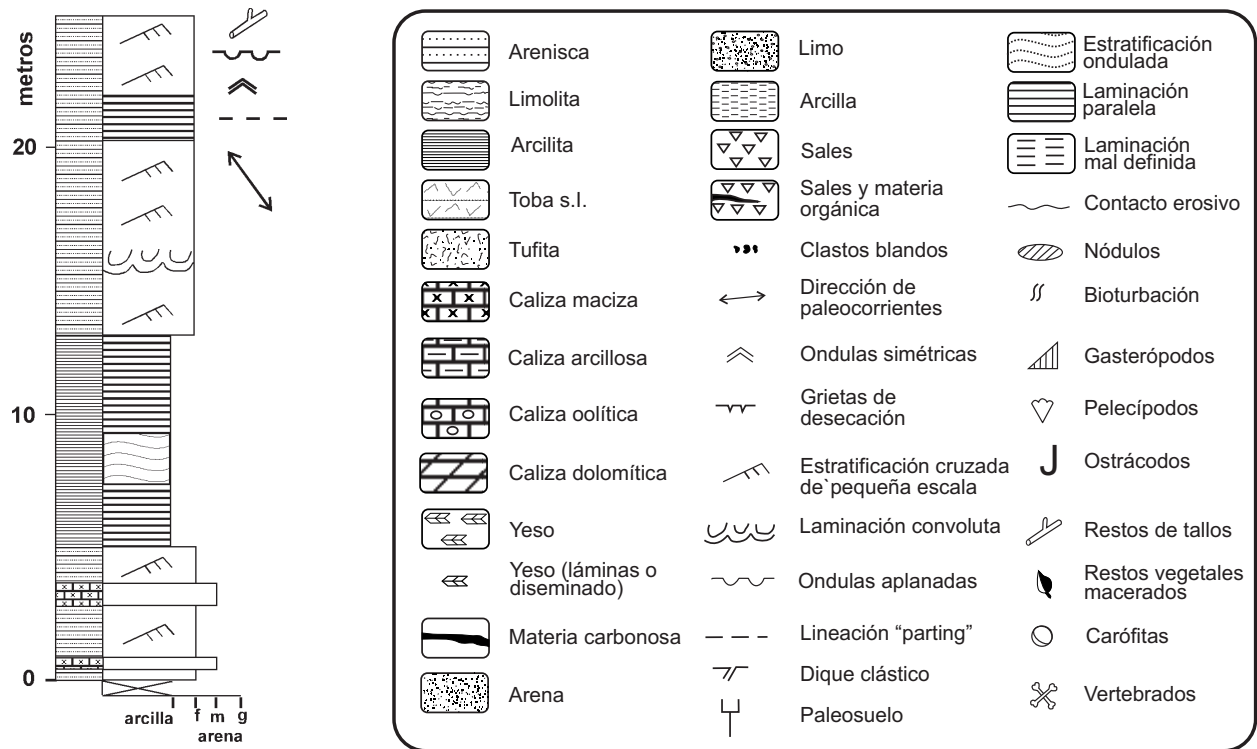 metros
20
10
0
arcilla
f
m
g
arena
Arenisca
Limolita
Arcilita
Toba s.l.
Tufita
Caliza maciza
Caliza arcillosa
Caliza oolítica
Caliza dolomítica
Yeso
Yeso (láminas o
diseminado)
Materia carbonosa
Arena
Limo
Arcilla
Sales
Sales y materia
orgánica
Clastos blandos
Dirección de
paleocorrientes
Ondulas simétricas
Grietas de
desecación
Estratificación cruzada
de`pequeña escala
Laminación convoluta
Ondulas aplanadas
Lineación “parting”
Dique clástico
Paleosuelo
Estratificación
ondulada
Laminación
paralela
Laminación
mal definida
Contacto erosivo
Nódulos
Bioturbación
Gasterópodos
Pelecípodos
Ostrácodos
Restos de tallos
Restos vegetales
macerados
Carófitas
Vertebrados